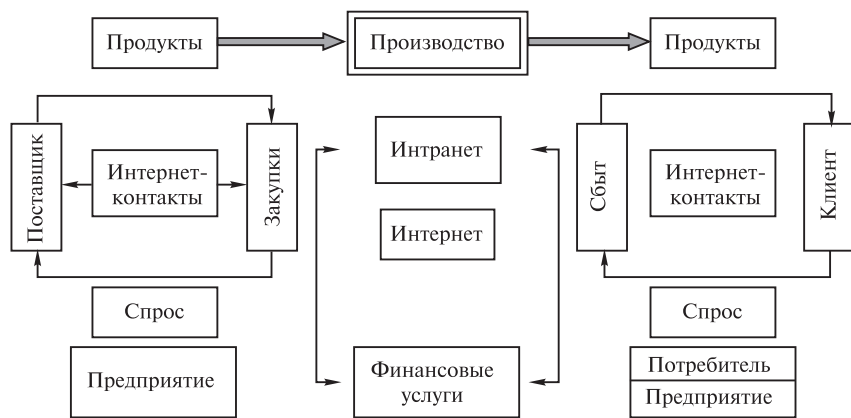 Продукты
Производство
Продукты
Поставщик
Интернет-
контакты
Закупки
Интранет
Интернет
Сбыт
Интернет-
контакты
Клиент
Спрос
Спрос
Предприятие
Финансовые
услуги
Потребитель
Предприятие